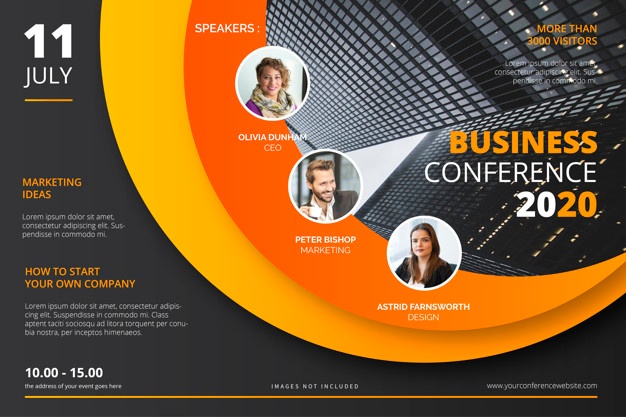 11
JULY
SPEAKERS :
MORE THAN
3000 VISITORS
Lorem ipsum dolor sit amet,
consectetur adipiscing elit. Sus-
pendisse in commodo mi.
OLIVIA DUNHAM
CEO
BUSINESS
CONFERENCE
2020
PETER BISHOP
MARKETING
ASTRID FARNSWORTH
DESIGN
MARKETING
IDEAS
Lorem ipsum dolor sit amet,
consectetur adipiscing elit. Sus-
pendisse in commodo mi.
HOW TO START
YOUR OWN COMPANY
Lorem ipsum dolor sit amet, consectetur adipis-
cing elit. Suspendisse in commodo mi. Class
aptent taciti sociosqu ad litora torquent per conu-
bia nostra, per inceptos himenaeos.
10.00 - 15.00
the address of your event goes here
IMAGES NOT INCLUDED
www.yourconferencewebsite.com